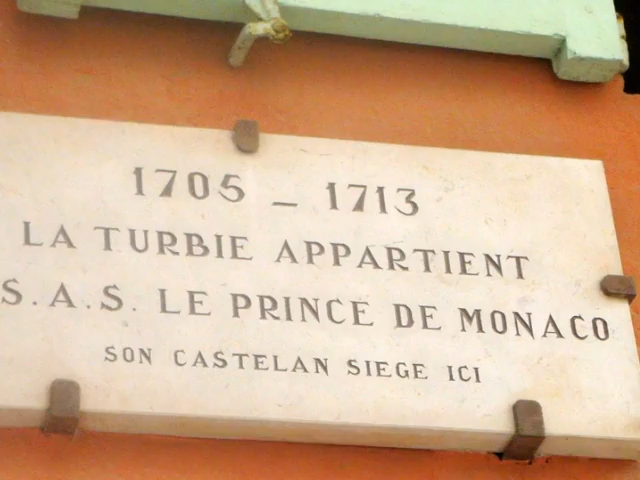 1705 - 1713
LA TURBIE APPARTIENT
S.A.S. LE PRINCE DE MONACO
SON CASTELAN SIEGE ICI